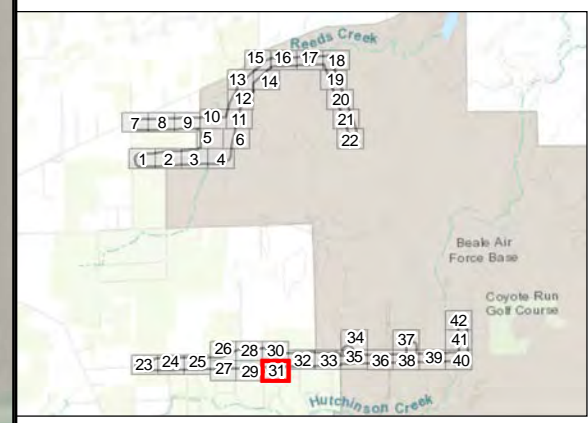 Reeds Creek
15 16 17 18
13 14 19
12 20
7 8 9 10 11 21
5 6 22
1 2 3 4
Beale Air
Force Base
Coyote Run
Golf Course
42
34 37 41
26 28 30
23 24 25 27 29 31 32 33 35 36 38 39 40
Hutchinson Creek